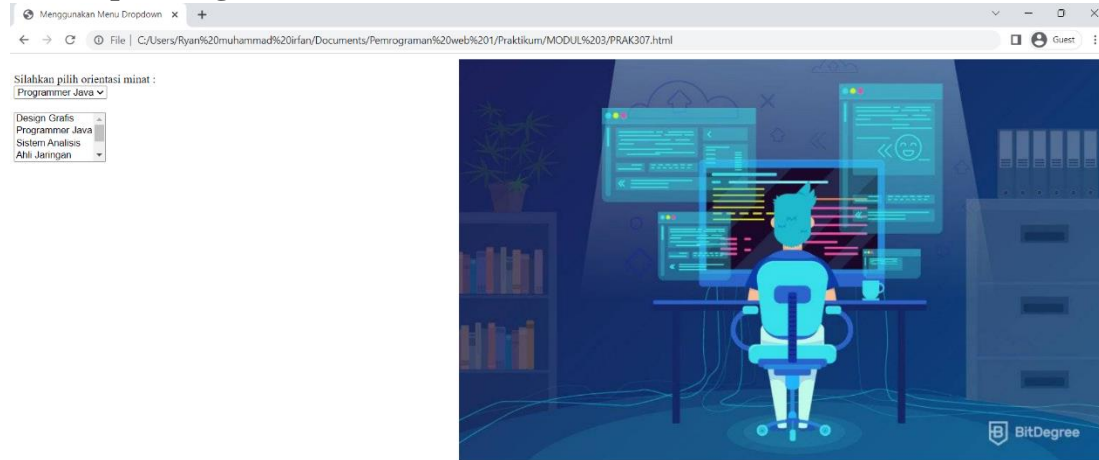 Menggunakan Menu Dropdown
File | C:/Users/Ryan%20muhammad%20irfan/Documents/Pemrograman%20web%201/Praktikum/MODUL%203/PRAK307.html
Guest
Silahkan pilih orientasi minat :
Programmer Java
Design Grafis
Programmer Java
Sistem Analisis
Ahli Jaringan
BitDegree